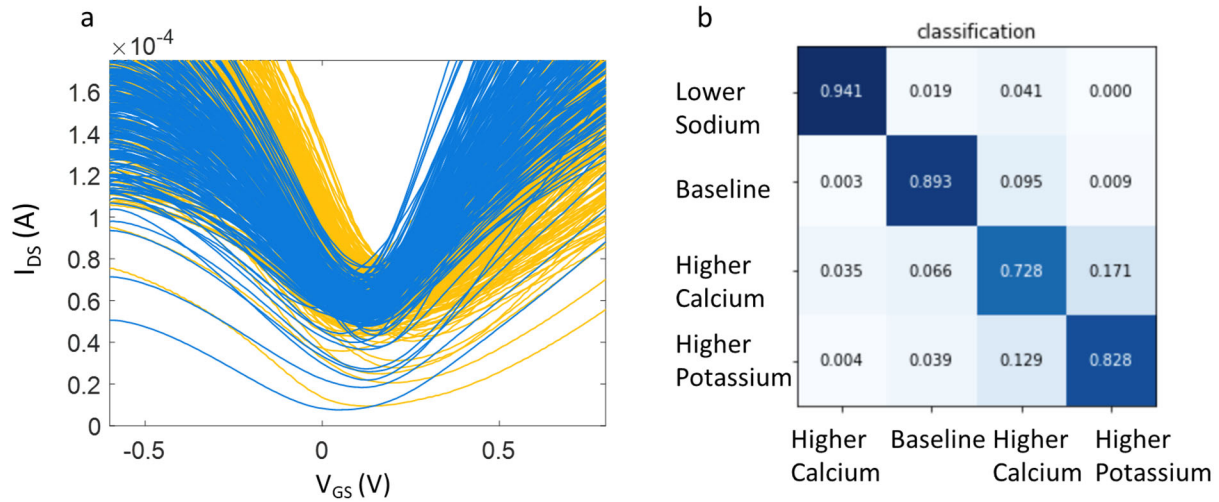 a
×10⁻⁴
1.6
1.4
1.2
1
0.8
0.6
0.4
0.2
0
-0.5
0
0.5
I_DS (A)
V_GS (V)
b
classification
Lower
Sodium
0.941 0.019 0.041 0.000
Baseline
0.003 0.893 0.095 0.009
Higher
Calcium
0.035 0.066 0.728 0.171
Higher
Potassium
0.004 0.039 0.129 0.828
Higher Baseline Higher Higher
Calcium Calcium Potassium